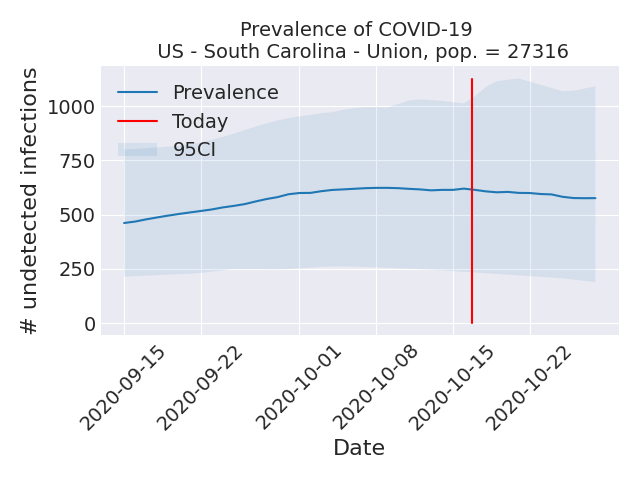 Prevalence of COVID-19
US - South Carolina - Union, pop. = 27316
# undetected infections
1000
750
500
250
0
Prevalence
Today
95CI
2020-09-15
2020-09-22
2020-10-01
2020-10-08
2020-10-15
2020-10-22
Date